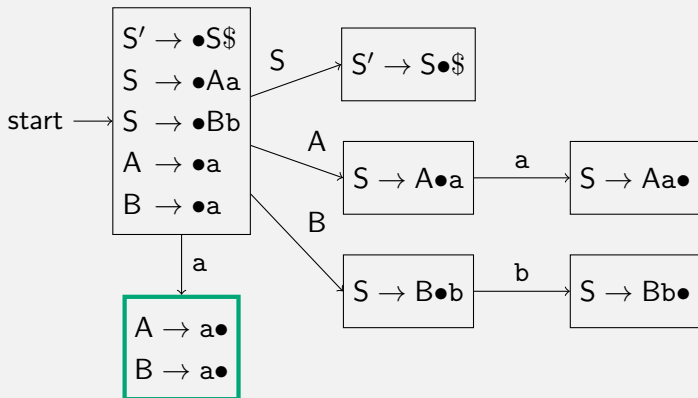 S′ → •S$
S → •Aa
S → •Bb
A → •a
B → •a
start
S
S′ → S•$
A
S → A•a
a
S → Aa•
B
S → B•b
b
S → Bb•
a
A → a•
B → a•